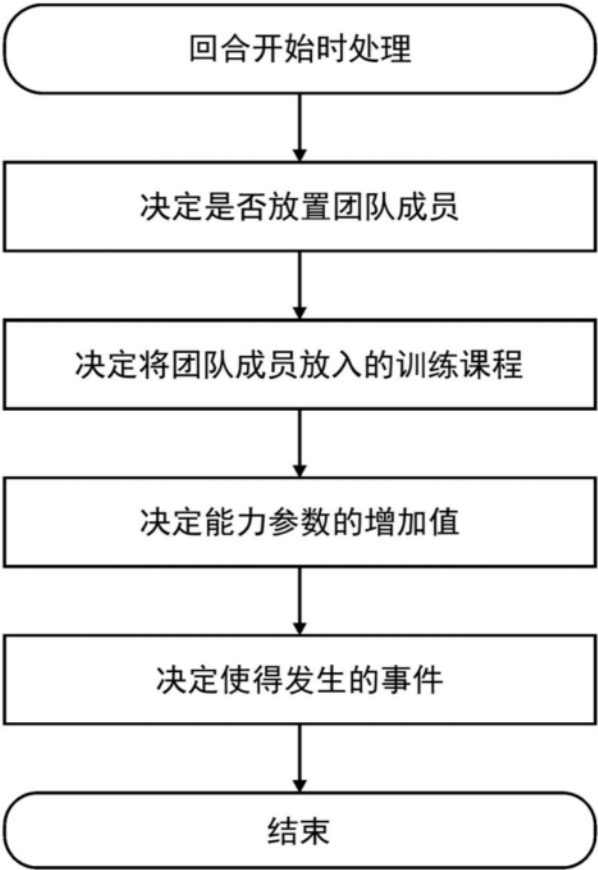 回合开始时处理
决定是否放置团队成员
决定将团队成员放入的训练课程
决定能力参数的增加值
决定使得发生的事件
结束